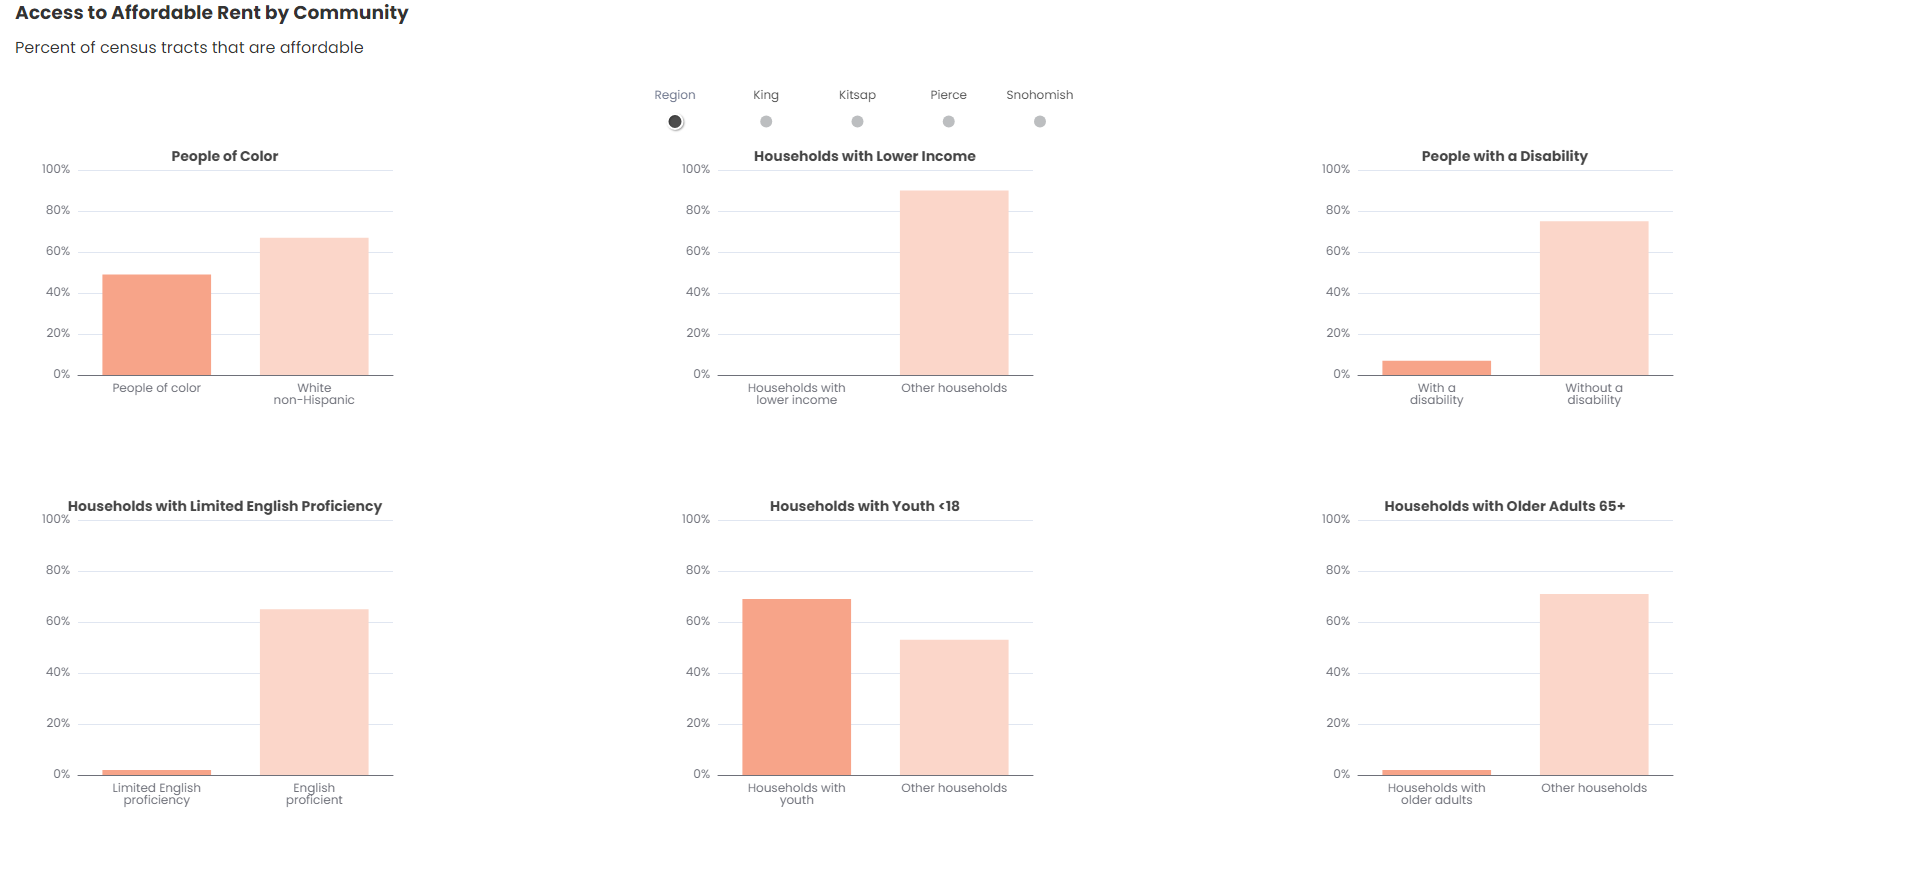 Access to Affordable Rent by Community
Percent of census tracts that are affordable
Region King Kitsap Pierce Snohomish
People of Color
100%
80%
60%
40%
20%
0%
People of color
White
non-Hispanic
Households with Lower Income
100%
80%
60%
40%
20%
0%
Households with
lower income
Other households
People with a Disability
100%
80%
60%
40%
20%
0%
With a
disability
Without a
disability
Households with Limited English Proficiency
100%
80%
60%
40%
20%
0%
Limited English
proficiency
English
proficient
Households with Youth <18
100%
80%
60%
40%
20%
0%
Households with
youth
Other households
Households with Older Adults 65+
100%
80%
60%
40%
20%
0%
Households with
older adults
Other households